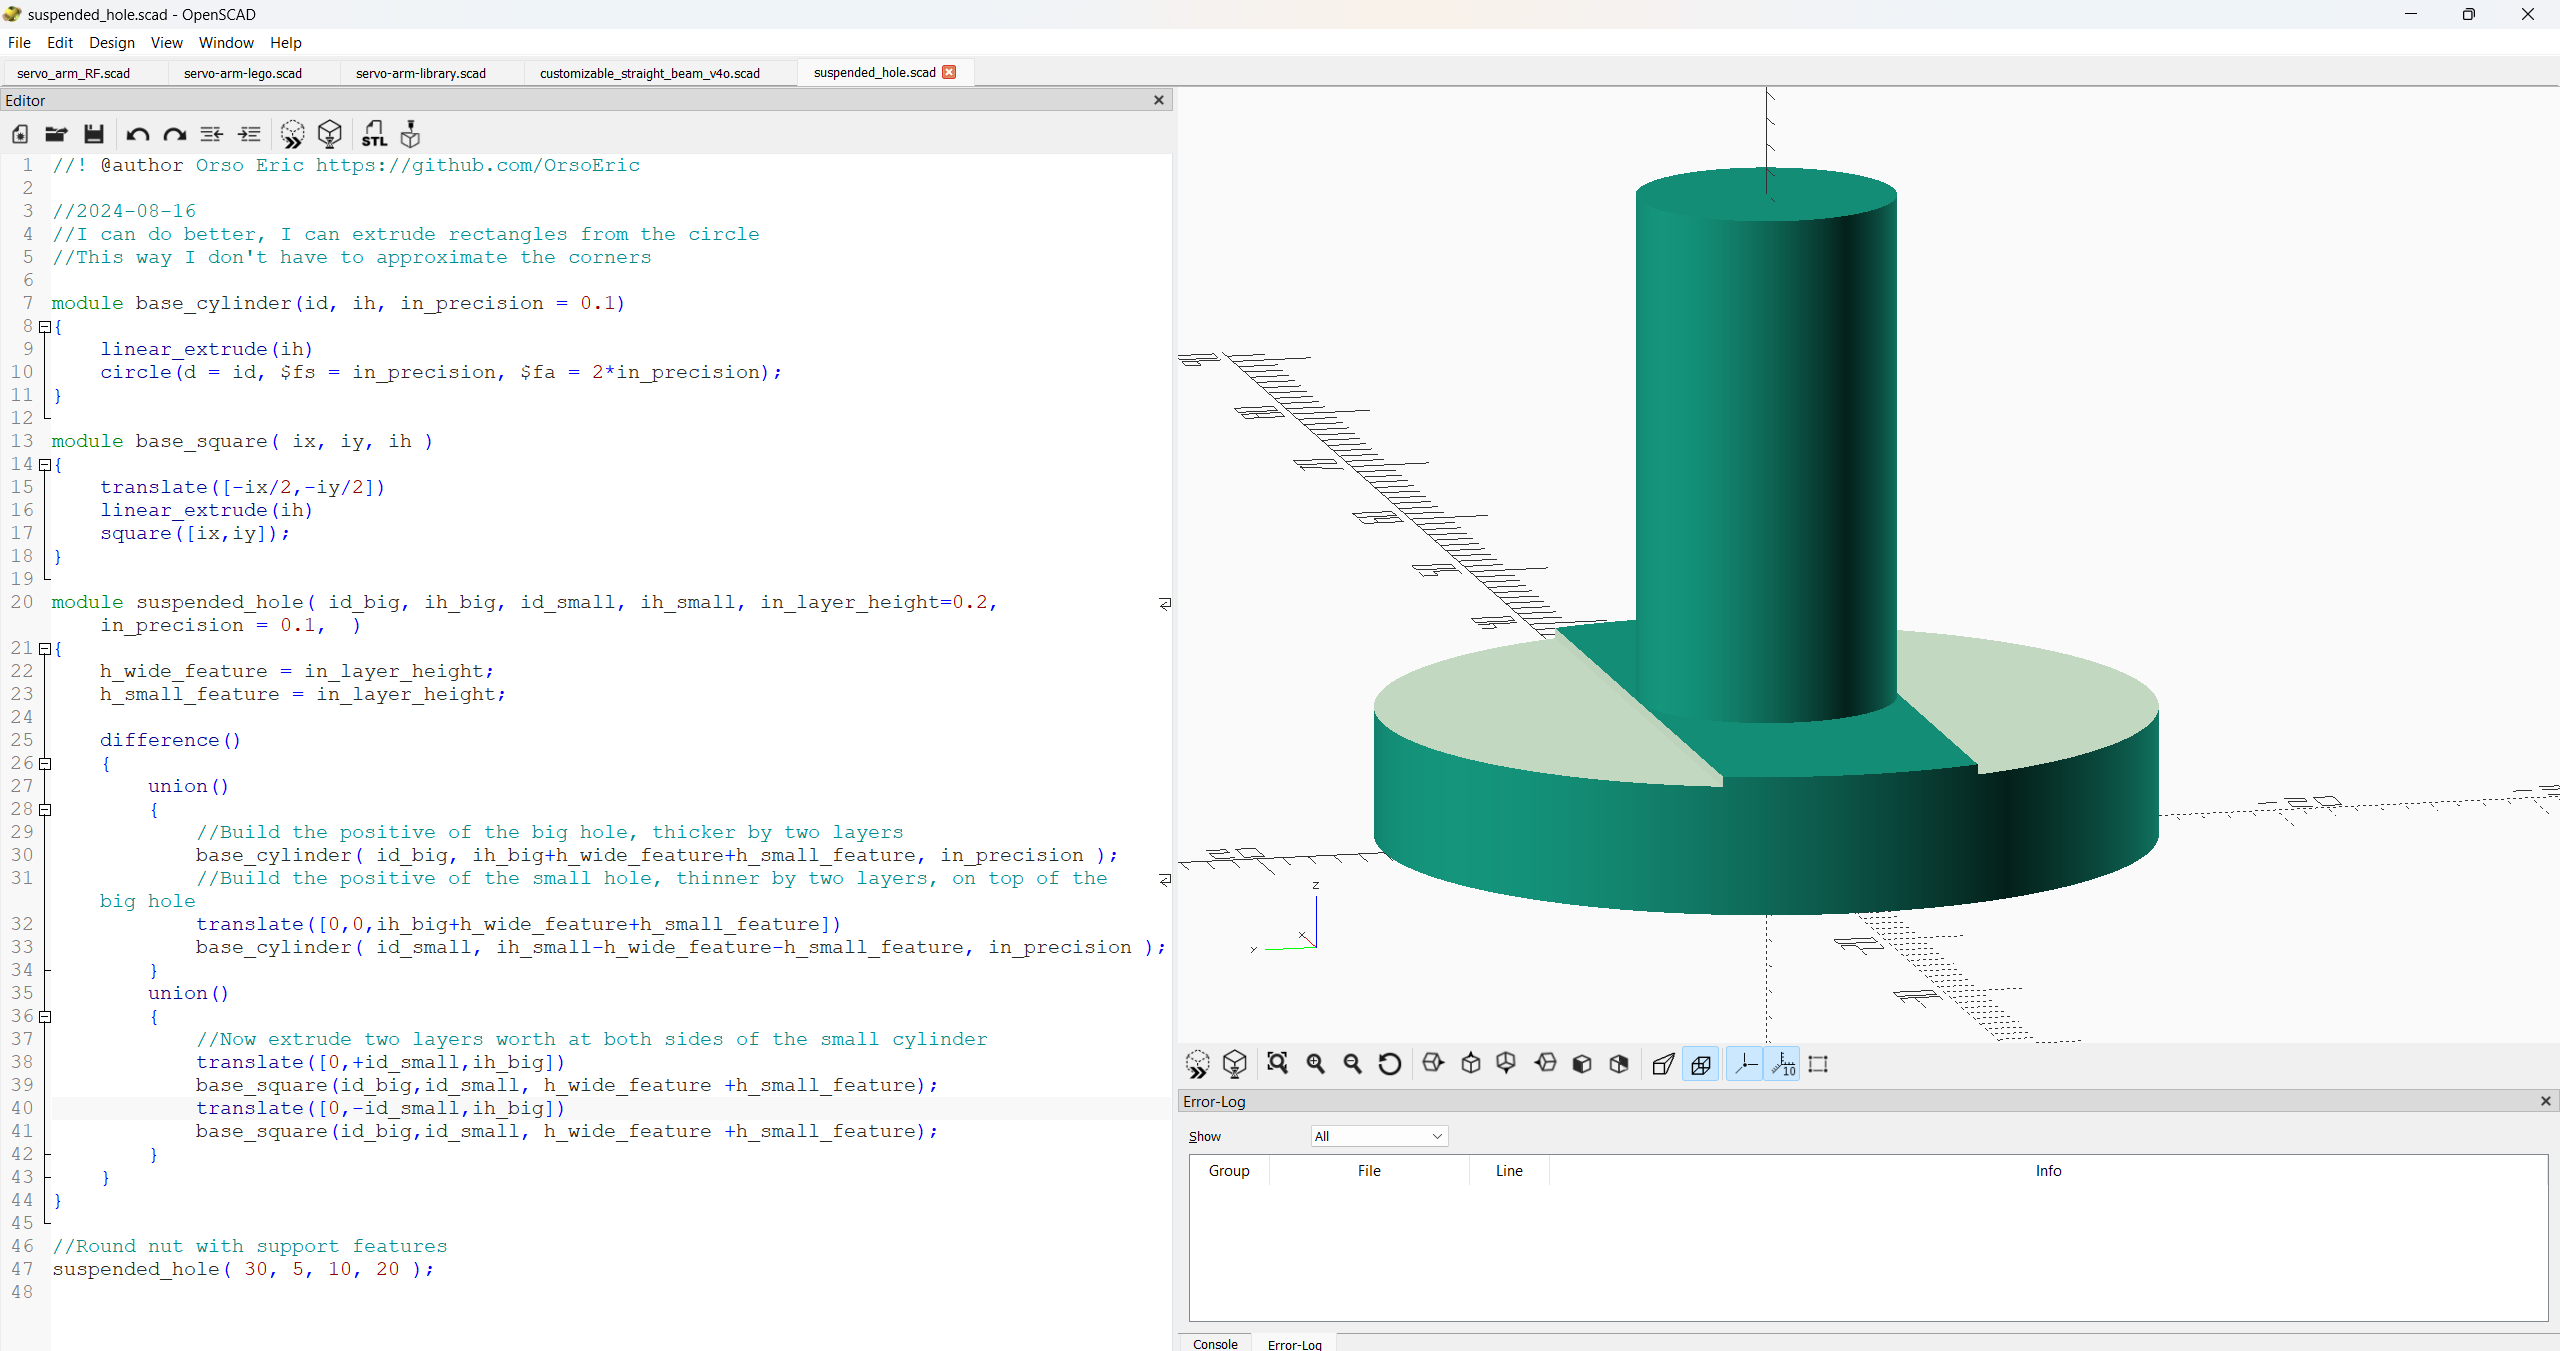 suspended_hole.scad - OpenSCAD
File Edit Design View Window Help
servo_arm_RF.scad servo-arm-lego.scad servo-arm-library.scad customizable_straight_beam_v4o.scad suspended_hole.scad
Editor
STL
1 //! @author Orso Eric https://github.com/OrsoEric
2
3 //2024-08-16
4 //I can do better, I can extrude rectangles from the circle
5 //This way I don't have to approximate the corners
6
7 module base_cylinder(id, ih, in_precision = 0.1)
8 {
9 linear_extrude(ih)
10 circle(d = id, $fs = in_precision, $fa = 2*in_precision);
11 }
12
13 module base_square( ix, iy, ih )
14 {
15 translate([-ix/2,-iy/2])
16 linear_extrude(ih)
17 square([ix,iy]);
18 }
19
20 module suspended_hole( id_big, ih_big, id_small, ih_small, in_layer_height=0.2,
in_precision = 0.1,  )
21 {
22 h_wide_feature = in_layer_height;
23 h_small_feature = in_layer_height;
24
25 difference()
26 {
27 union()
28 {
29 //Build the positive of the big hole, thicker by two layers
30 base_cylinder( id_big, ih_big+h_wide_feature+h_small_feature, in_precision );
31 //Build the positive of the small hole, thinner by two layers, on top of the
big hole
32 translate([0,0,ih_big+h_wide_feature+h_small_feature])
33 base_cylinder( id_small, ih_small-h_wide_feature-h_small_feature, in_precision );
34 }
35 union()
36 {
37 //Now extrude two layers worth at both sides of the small cylinder
38 translate([0,+id_small,ih_big])
39 base_square(id_big,id_small, h_wide_feature +h_small_feature);
40 translate([0,-id_small,ih_big])
41 base_square(id_big,id_small, h_wide_feature +h_small_feature);
42 }
43 }
44 }
45
46 //Round nut with support features
47 suspended_hole( 30, 5, 10, 20 );
48
z
x
y
10
Error-Log
Show All
Group File Line Info
Console Error-Log